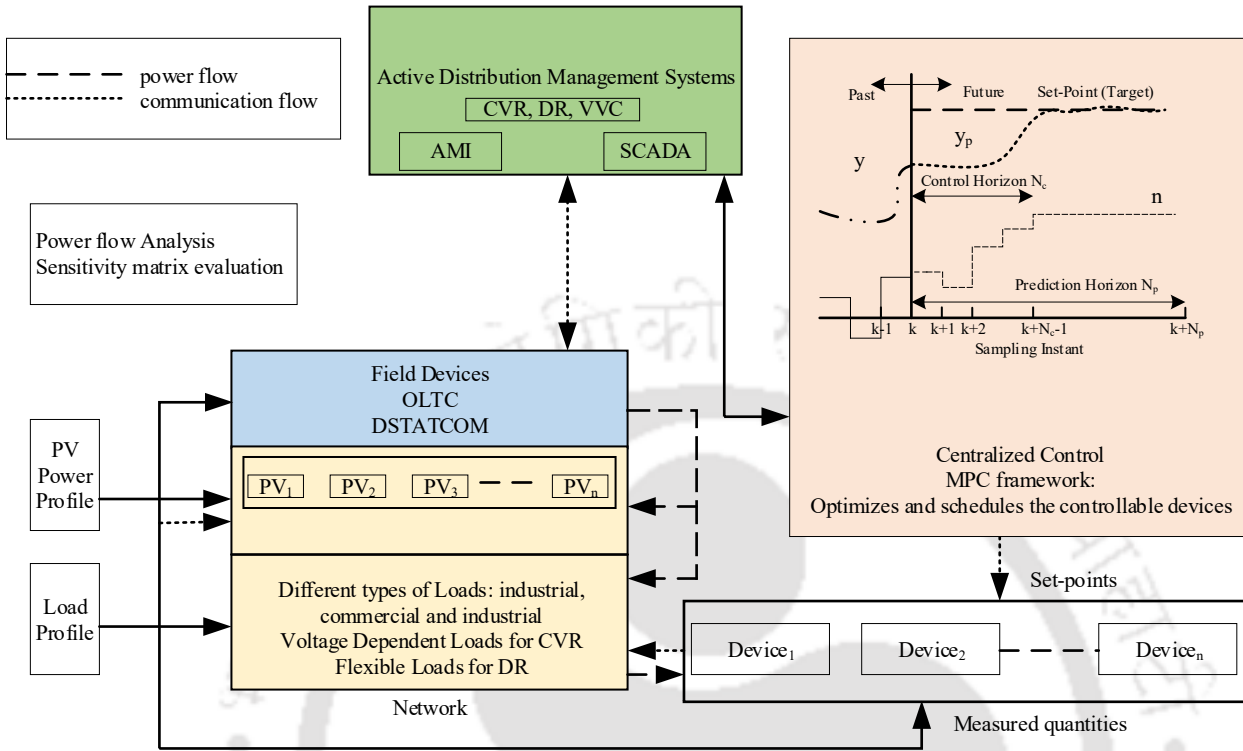 power flow
communication flow
Active Distribution Management Systems
CVR, DR, VVC
AMI
SCADA
Past
Future
Set-Point (Target)
y
yₚ
Control Horizon N꜀
n
Prediction Horizon Nₚ
k-1
k
k+1
k+2
k+N꜀-1
k+Nₚ
Sampling Instant
Centralized Control
MPC framework:
Optimizes and schedules the controllable devices
Power flow Analysis
Sensitivity matrix evaluation
Field Devices
OLTC
DSTATCOM
PV
Power
Profile
PV₁
PV₂
PV₃
PVₙ
Load
Profile
Different types of Loads: industrial,
commercial and industrial
Voltage Dependent Loads for CVR
Flexible Loads for DR
Network
Set-points
Device₁
Device₂
Deviceₙ
Measured quantities